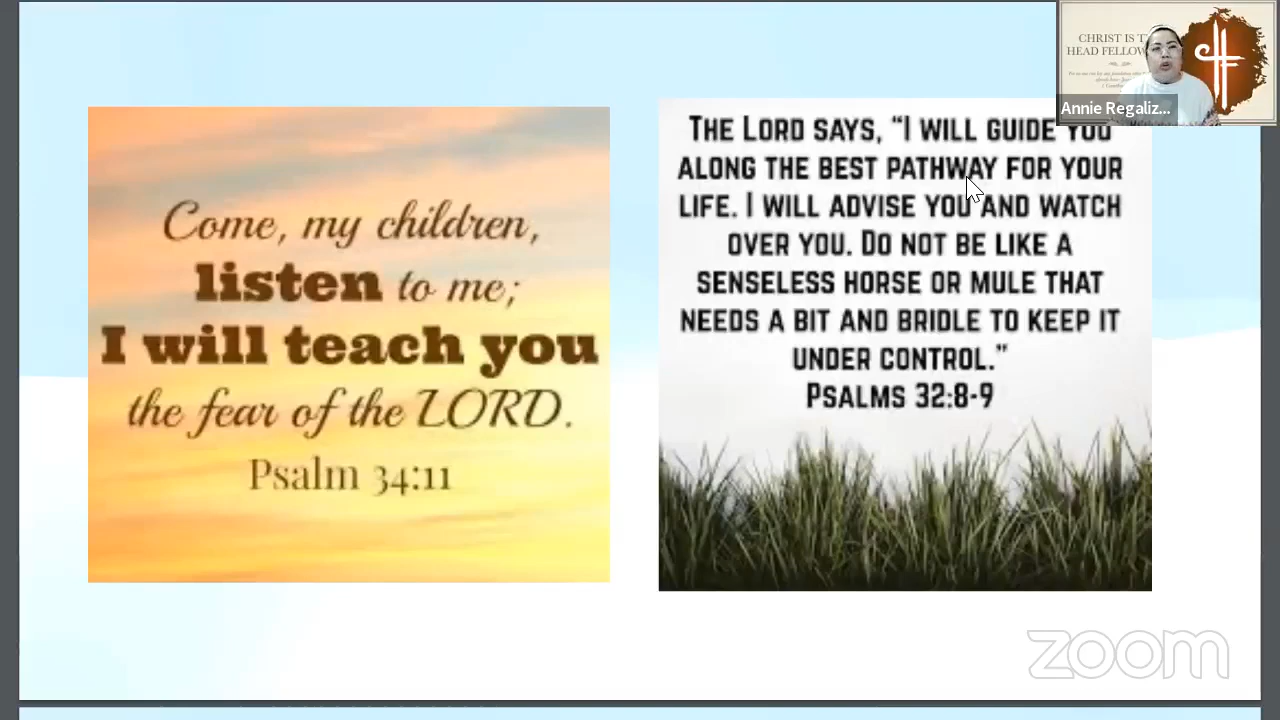 Come, my children,
listen to me;
I will teach you
the fear of the LORD.
Psalm 34:11
THE LORD SAYS, “I WILL GUIDE YOU
ALONG THE BEST PATHWAY FOR YOUR
LIFE. I WILL ADVISE YOU AND WATCH
OVER YOU. DO NOT BE LIKE A
SENSELESS HORSE OR MULE THAT
NEEDS A BIT AND BRIDLE TO KEEP IT
UNDER CONTROL.”
PSALMS 32:8-9
CHRIST IS
HEAD
Annie Regaliz...
zoom